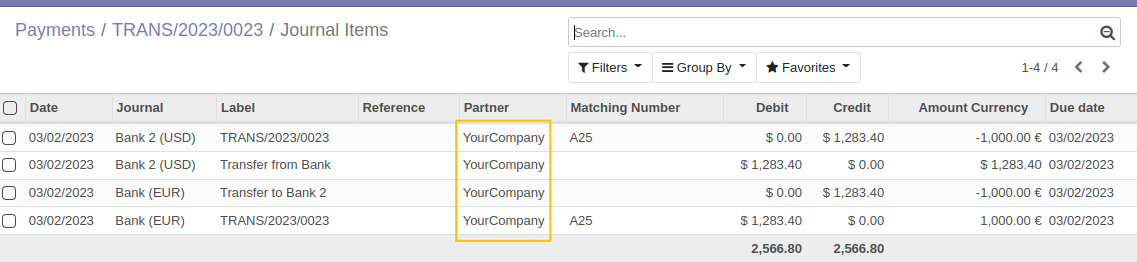 Payments / TRANS/2023/0023 / Journal Items
Search...
Filters Group By Favorites 1-4 / 4
Date Journal Label Reference Partner Matching Number Debit Credit Amount Currency Due date
03/02/2023 Bank 2 (USD) TRANS/2023/0023 YourCompany A25 $ 0.00 $ 1,283.40 -1,000.00 € 03/02/2023
03/02/2023 Bank 2 (USD) Transfer from Bank YourCompany $ 1,283.40 $ 0.00 $ 1,283.40 03/02/2023
03/02/2023 Bank (EUR) Transfer to Bank 2 YourCompany $ 0.00 $ 1,283.40 -1,000.00 € 03/02/2023
03/02/2023 Bank (EUR) TRANS/2023/0023 YourCompany A25 $ 1,283.40 $ 0.00 1,000.00 € 03/02/2023
2,566.80 2,566.80